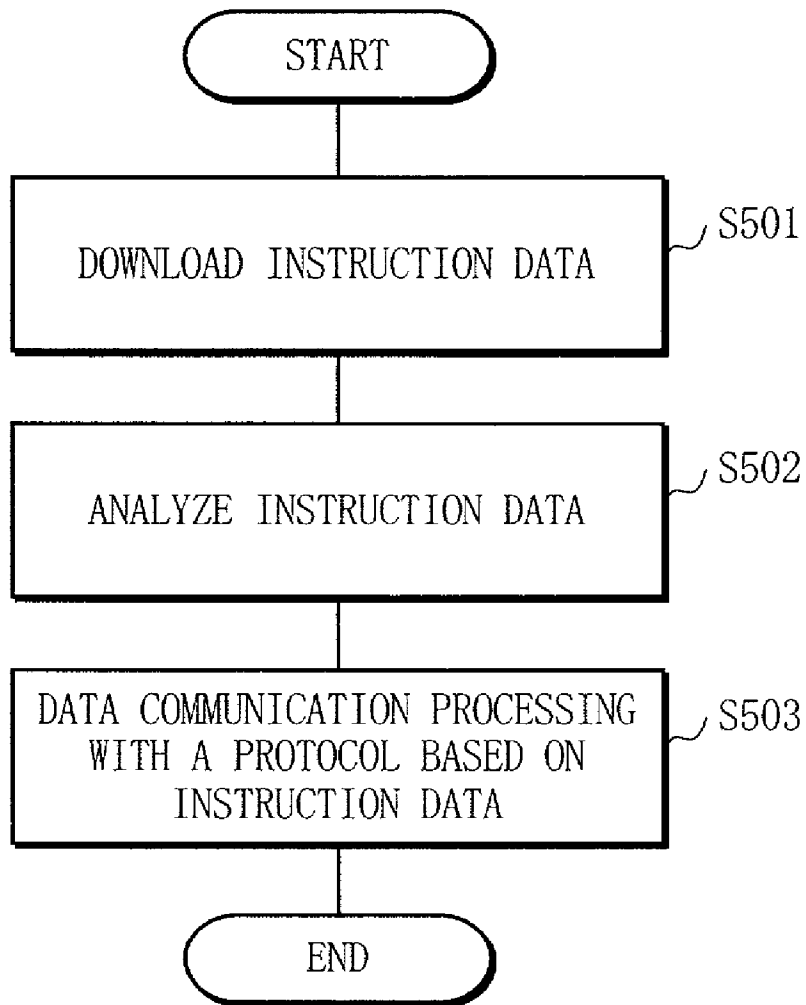 START
DOWNLOAD INSTRUCTION DATA
S501
ANALYZE INSTRUCTION DATA
S502
DATA COMMUNICATION PROCESSING
WITH A PROTOCOL BASED ON
INSTRUCTION DATA
S503
END